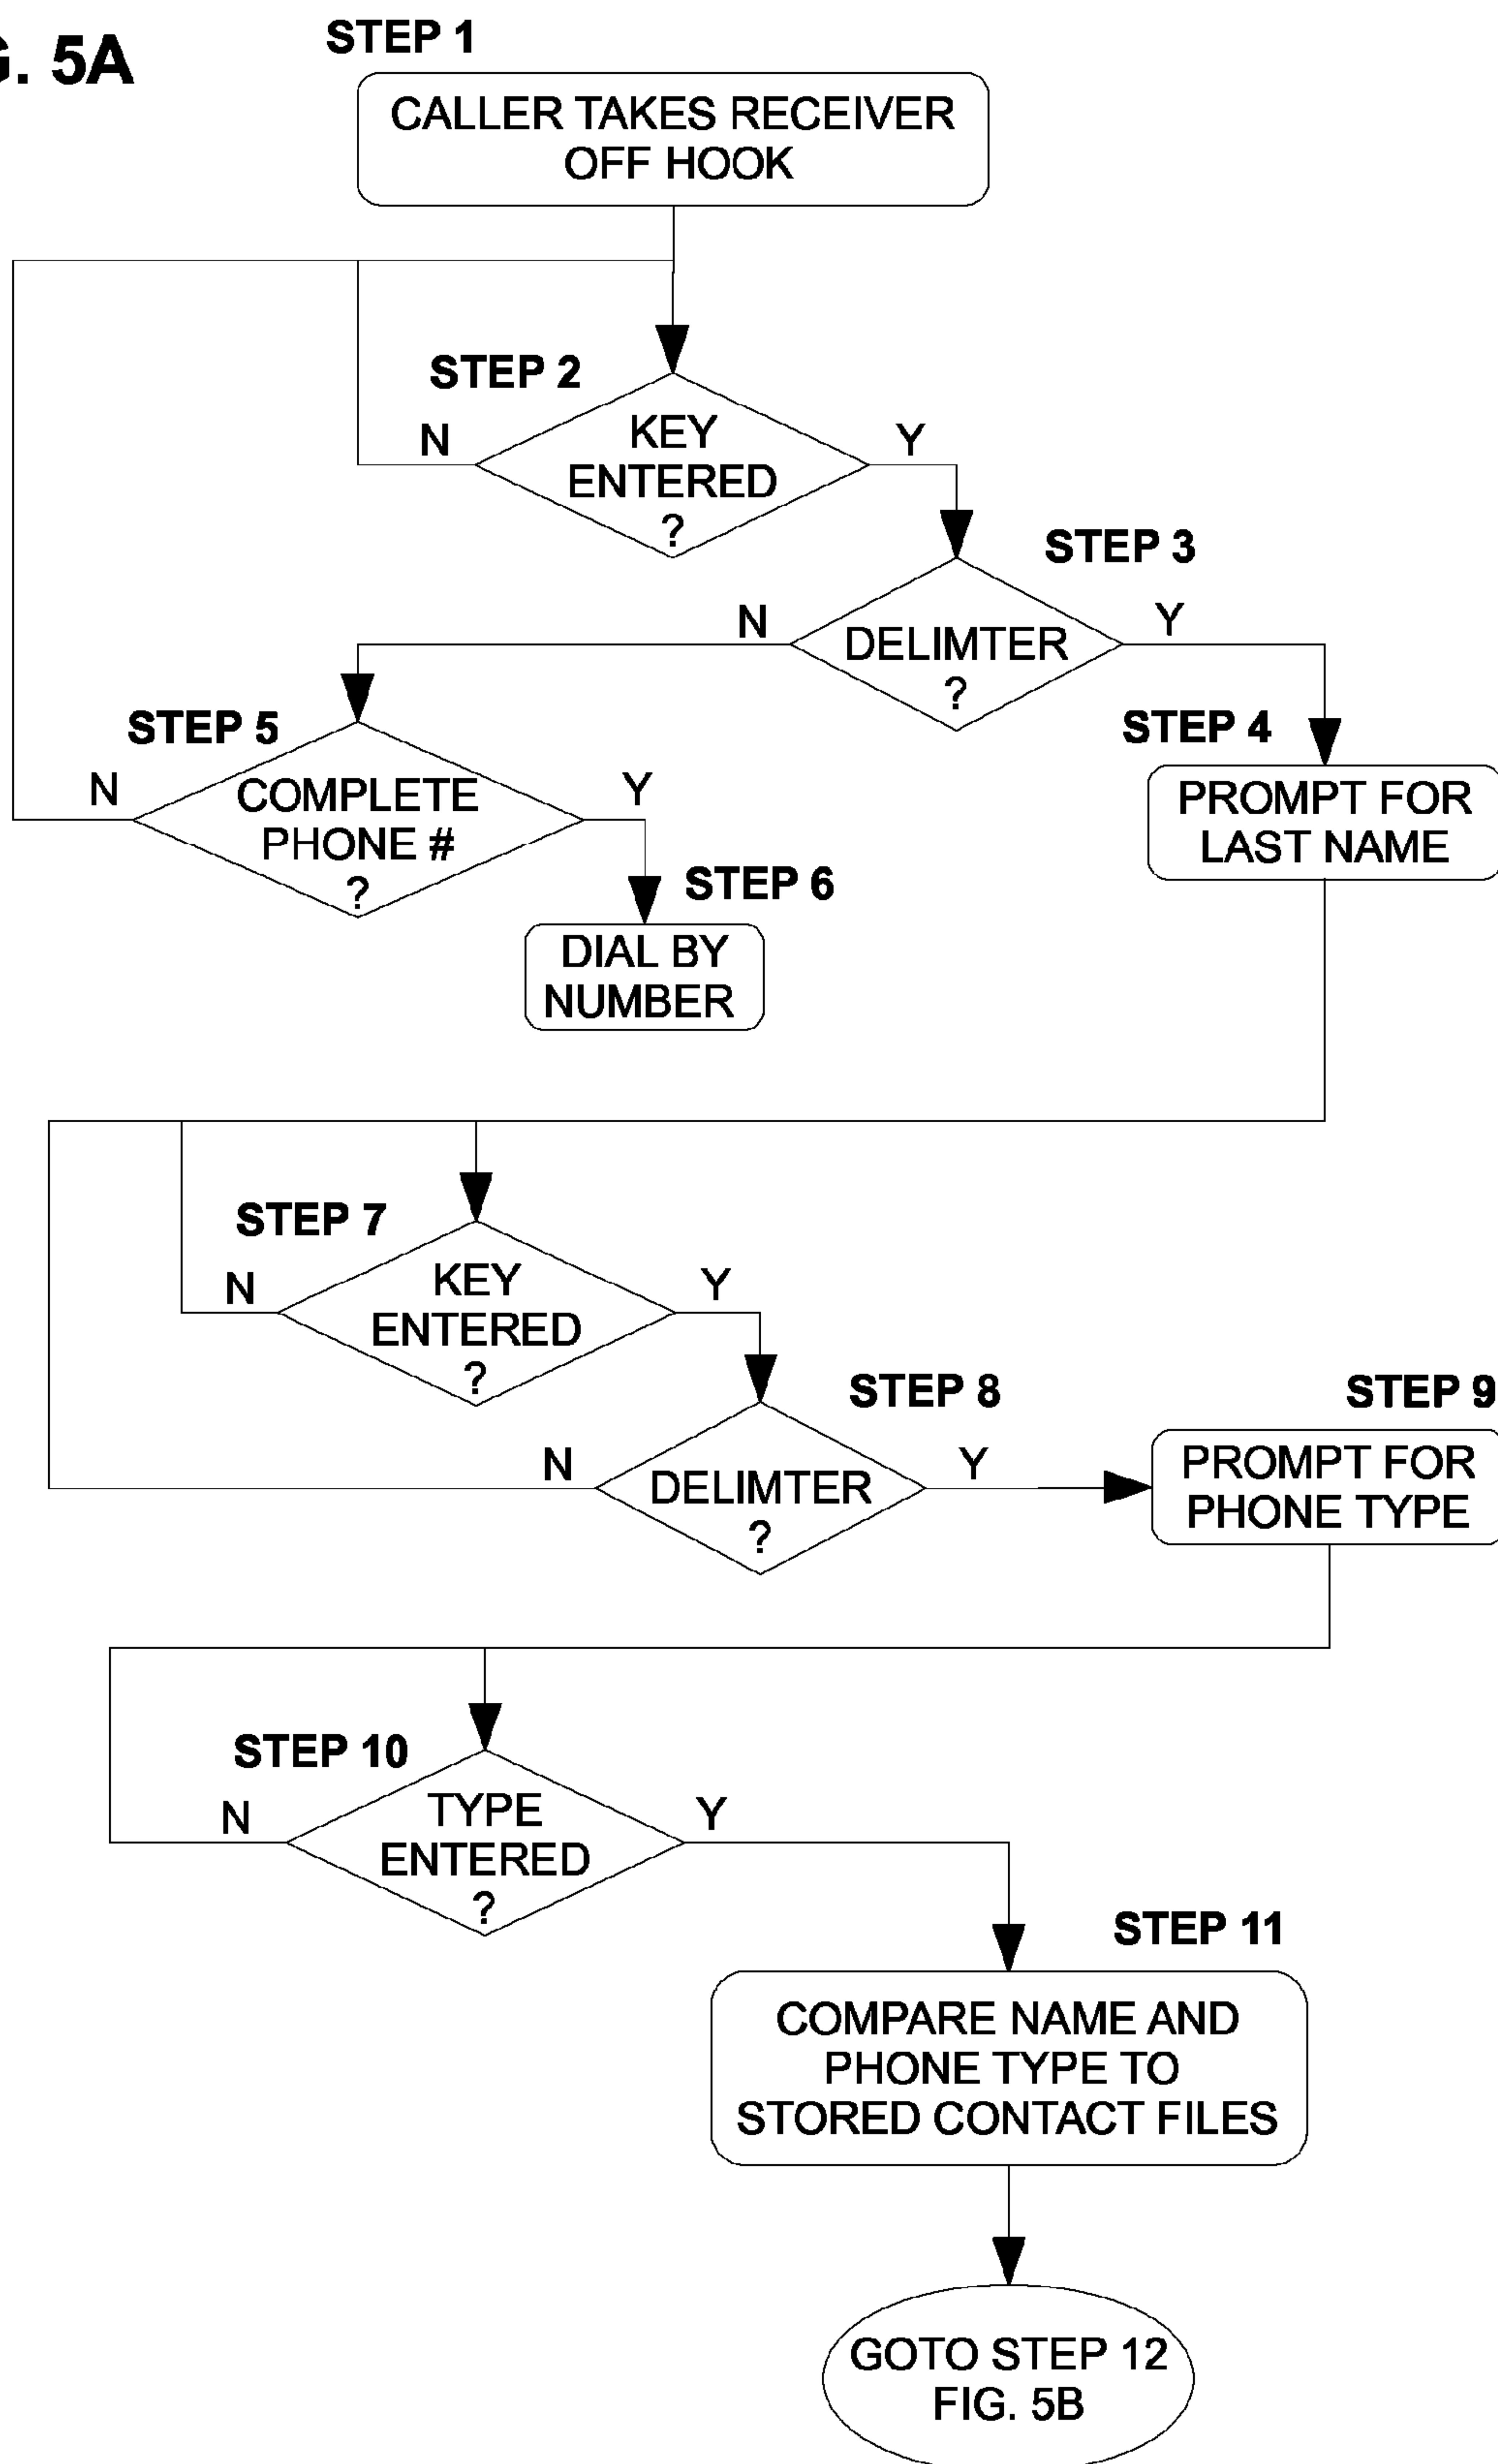 G. 5A
STEP 1
CALLER TAKES RECEIVER
OFF HOOK
STEP 2
N
KEY
ENTERED
?
Y
STEP 3
N
DELIMTER
?
Y
STEP 4
PROMPT FOR
LAST NAME
STEP 5
N
COMPLETE
PHONE #
?
Y
STEP 6
DIAL BY
NUMBER
STEP 7
N
KEY
ENTERED
?
Y
STEP 8
N
DELIMTER
?
Y
STEP 9
PROMPT FOR
PHONE TYPE
STEP 10
N
TYPE
ENTERED
?
Y
STEP 11
COMPARE NAME AND
PHONE TYPE TO
STORED CONTACT FILES
GOTO STEP 12
FIG. 5B